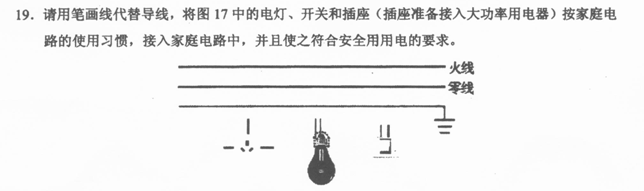 19. 请用笔画线代替导线，将图 17 中的电灯、开关和插座（插座准备接入大功率用电器）按家庭电
路的使用习惯，接入家庭电路中，并且使之符合安全用用电的要求。
火线
零线